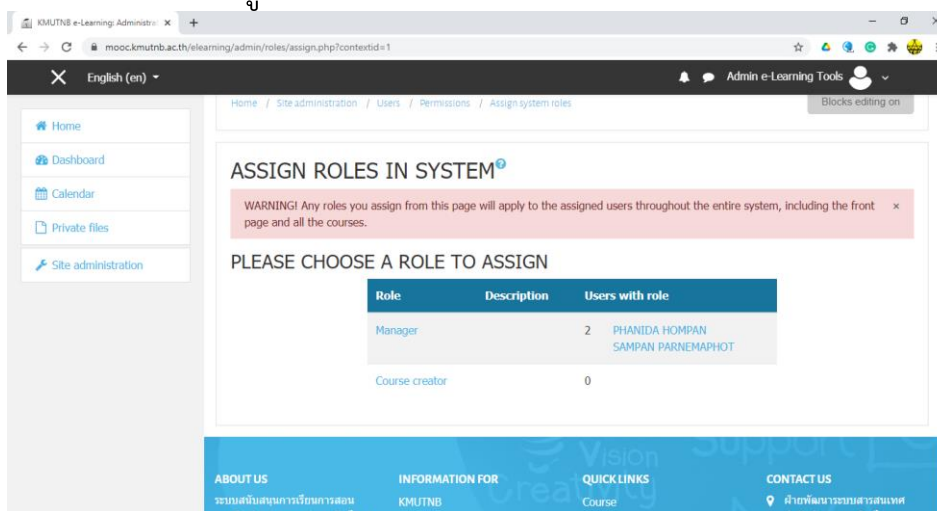 KMUTNB e-Learning: Administra
mooc.kmutnb.ac.th/elearning/admin/roles/assign.php?contextid=1
English (en)
Admin e-Learning Tools
Home / Site administration / Users / Permissions / Assign system roles
Blocks editing on
Home
Dashboard
Calendar
Private files
Site administration
ASSIGN ROLES IN SYSTEM
WARNING! Any roles you assign from this page will apply to the assigned users throughout the entire system, including the front
page and all the courses.
PLEASE CHOOSE A ROLE TO ASSIGN
Role Description Users with role
Manager 2 PHANIDA HOMPAN
SAMPAN PARNEMAPHOT
Course creator 0
Vision
Support
Creativity
ABOUT US INFORMATION FOR QUICK LINKS CONTACT US
ระบบสนับสนุนการเรียนการสอน KMUTNB Course ฝ่ายพัฒนาระบบสารสนเทศ